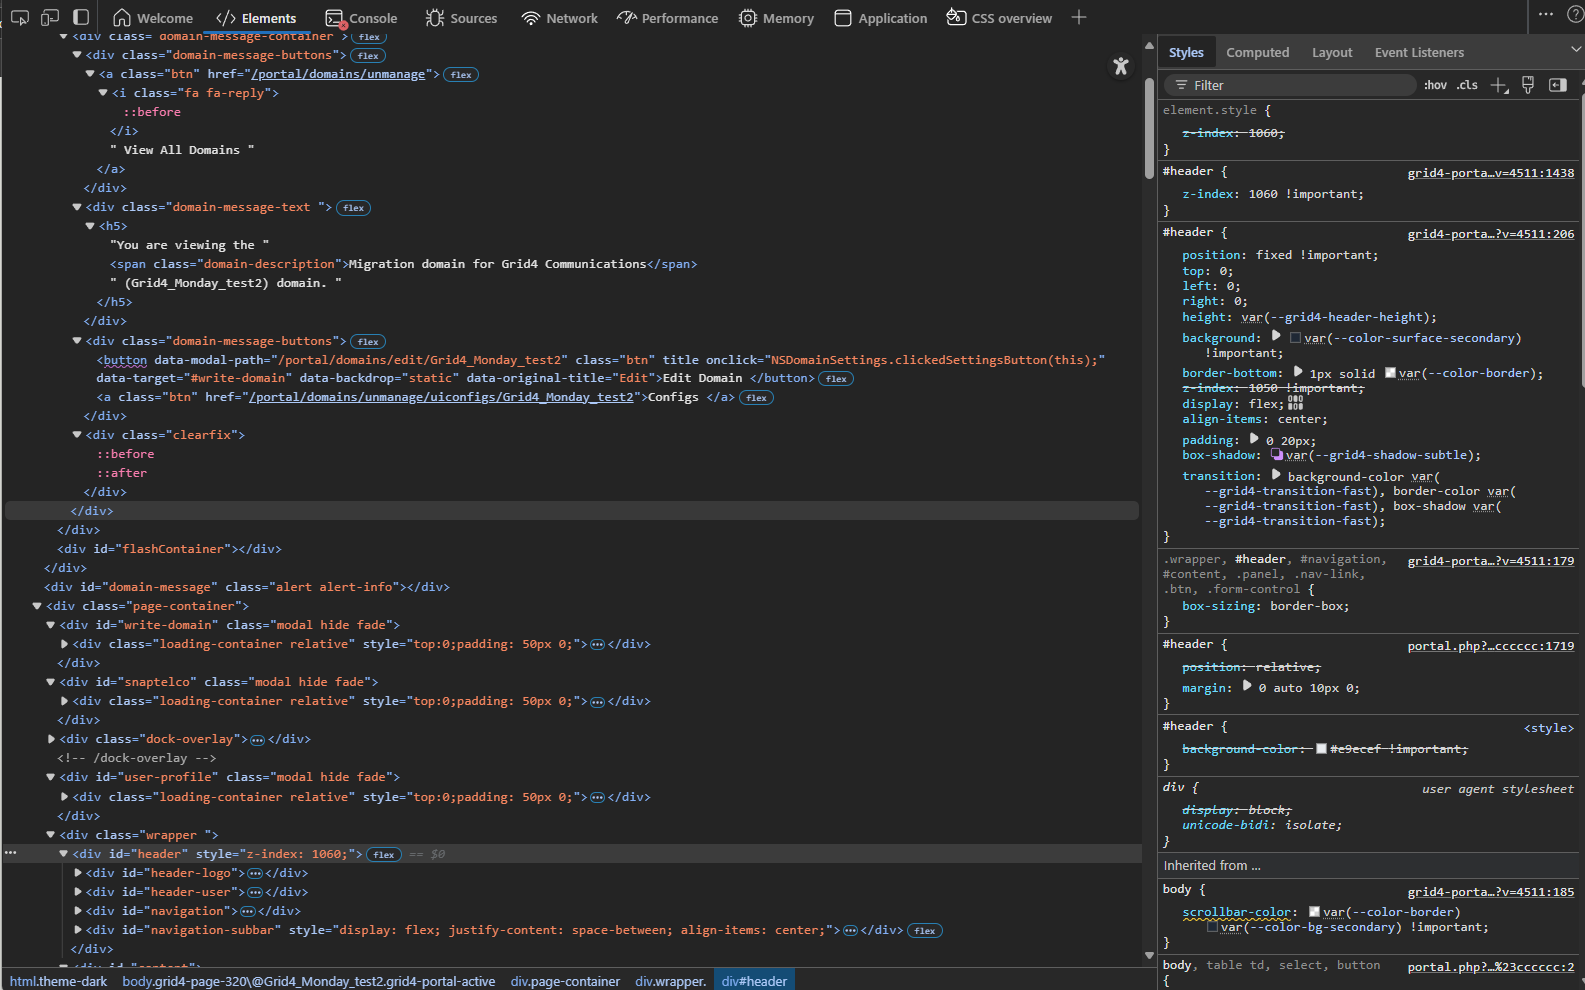 Welcome
Elements
Console
Sources
Network
Performance
Memory
Application
CSS overview
<div class="domain-message-container"> flex
<div class="domain-message-buttons"> flex
<a class="btn" href="/portal/domains/unmanage"> flex
<i class="fa fa-reply">
::before
</i>
" View All Domains "
</a>
</div>
<div class="domain-message-text "> flex
<h5>
"You are viewing the "
<span class="domain-description">Migration domain for Grid4 Communications</span>
" (Grid4_Monday_test2) domain. "
</h5>
</div>
<div class="domain-message-buttons"> flex
<button data-modal-path="/portal/domains/edit/Grid4_Monday_test2" class="btn" title onclick="NSDomainSettings.clickedSettingsButton(this);"
data-target="#write-domain" data-backdrop="static" data-original-title="Edit">Edit Domain </button> flex
<a class="btn" href="/portal/domains/unmanage/uiconfigs/Grid4_Monday_test2">Configs </a> flex
</div>
<div class="clearfix">
::before
::after
</div>
</div>
</div>
<div id="flashContainer"></div>
</div>
<div id="domain-message" class="alert alert-info"></div>
<div class="page-container">
<div id="write-domain" class="modal hide fade">
<div class="loading-container relative" style="top:0;padding: 50px 0;"> … </div>
</div>
<div id="snaptelco" class="modal hide fade">
<div class="loading-container relative" style="top:0;padding: 50px 0;"> … </div>
</div>
<div class="dock-overlay"> … </div>
<!-- /dock-overlay -->
<div id="user-profile" class="modal hide fade">
<div class="loading-container relative" style="top:0;padding: 50px 0;"> … </div>
</div>
<div class="wrapper ">
<div id="header" style="z-index: 1060;"> flex == $0
<div id="header-logo"> … </div>
<div id="header-user"> … </div>
<div id="navigation"> … </div>
<div id="navigation-subbar" style="display: flex; justify-content: space-between; align-items: center;"> … </div> flex
</div>
html.theme-dark body.grid4-page-320\@Grid4_Monday_test2.grid4-portal-active div.page-container div.wrapper. div#header
Styles Computed Layout Event Listeners
Filter :hov .cls
element.style {
z-index: 1060;
}
#header { grid4-porta…v=4511:1438
z-index: 1060 !important;
}
#header { grid4-porta…?v=4511:206
position: fixed !important;
top: 0;
left: 0;
right: 0;
height: var(--grid4-header-height);
background: var(--color-surface-secondary)
!important;
border-bottom: 1px solid var(--color-border);
z-index: 1050 !important;
display: flex;
align-items: center;
padding: 0 20px;
box-shadow: var(--grid4-shadow-subtle);
transition: background-color var(
--grid4-transition-fast), border-color var(
--grid4-transition-fast), box-shadow var(
--grid4-transition-fast);
}
.wrapper, #header, #navigation, grid4-porta…?v=4511:179
#content, .panel, .nav-link,
.btn, .form-control {
box-sizing: border-box;
}
#header { portal.php?…cccccc:1719
position: relative;
margin: 0 auto 10px 0;
}
#header { <style>
background-color: #e9ecef !important;
}
div { user agent stylesheet
display: block;
unicode-bidi: isolate;
}
Inherited from …
body { grid4-porta…?v=4511:185
scrollbar-color: var(--color-border)
var(--color-bg-secondary) !important;
}
body, table td, select, button portal.php?…%23cccccc:2
{